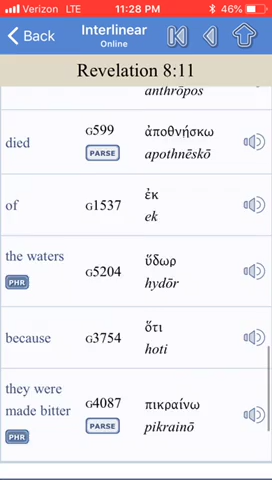 Verizon LTE 11:28 PM 46%
Back Interlinear
Online
Revelation 8:11
anthrōpos
died G599 ἀποθνῄσκω
PARSE apothnēskō
of G1537 ἐκ
ek
the waters G5204 ὕδωρ
PHR hydōr
because G3754 ὅτι
hoti
they were
made bitter G4087 πικραίνω
PHR PARSE pikrainō